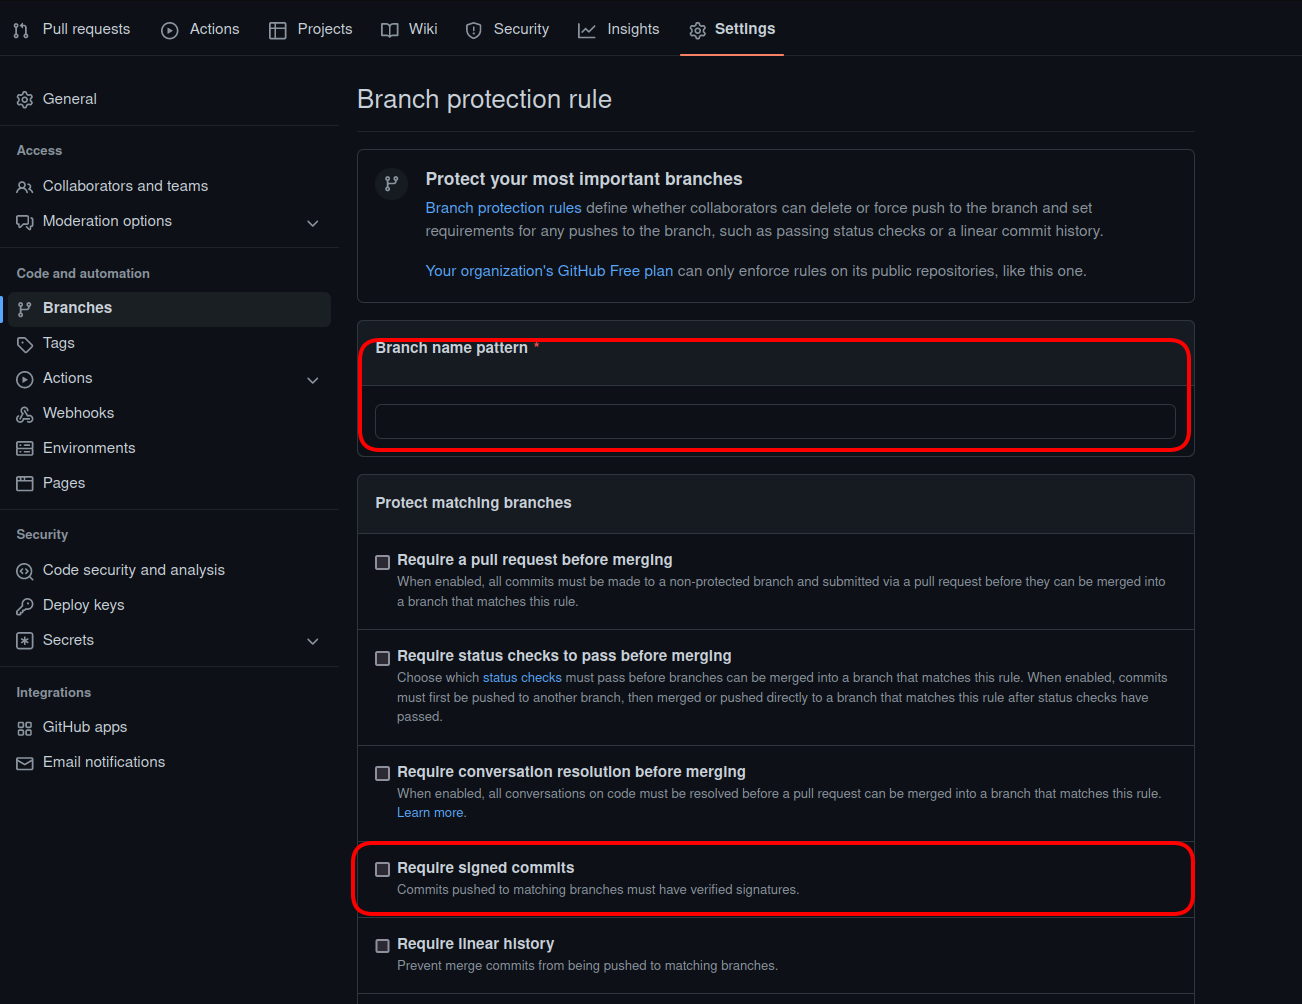 Pull requests
Actions
Projects
Wiki
Security
Insights
Settings
General
Access
Collaborators and teams
Moderation options
Code and automation
Branches
Tags
Actions
Webhooks
Environments
Pages
Security
Code security and analysis
Deploy keys
Secrets
Integrations
GitHub apps
Email notifications
Branch protection rule
Protect your most important branches
Branch protection rules define whether collaborators can delete or force push to the branch and set
requirements for any pushes to the branch, such as passing status checks or a linear commit history.
Your organization's GitHub Free plan can only enforce rules on its public repositories, like this one.
Branch name pattern *
Protect matching branches
Require a pull request before merging
When enabled, all commits must be made to a non-protected branch and submitted via a pull request before they can be merged into
a branch that matches this rule.
Require status checks to pass before merging
Choose which status checks must pass before branches can be merged into a branch that matches this rule. When enabled, commits
must first be pushed to another branch, then merged or pushed directly to a branch that matches this rule after status checks have
passed.
Require conversation resolution before merging
When enabled, all conversations on code must be resolved before a pull request can be merged into a branch that matches this rule.
Learn more.
Require signed commits
Commits pushed to matching branches must have verified signatures.
Require linear history
Prevent merge commits from being pushed to matching branches.